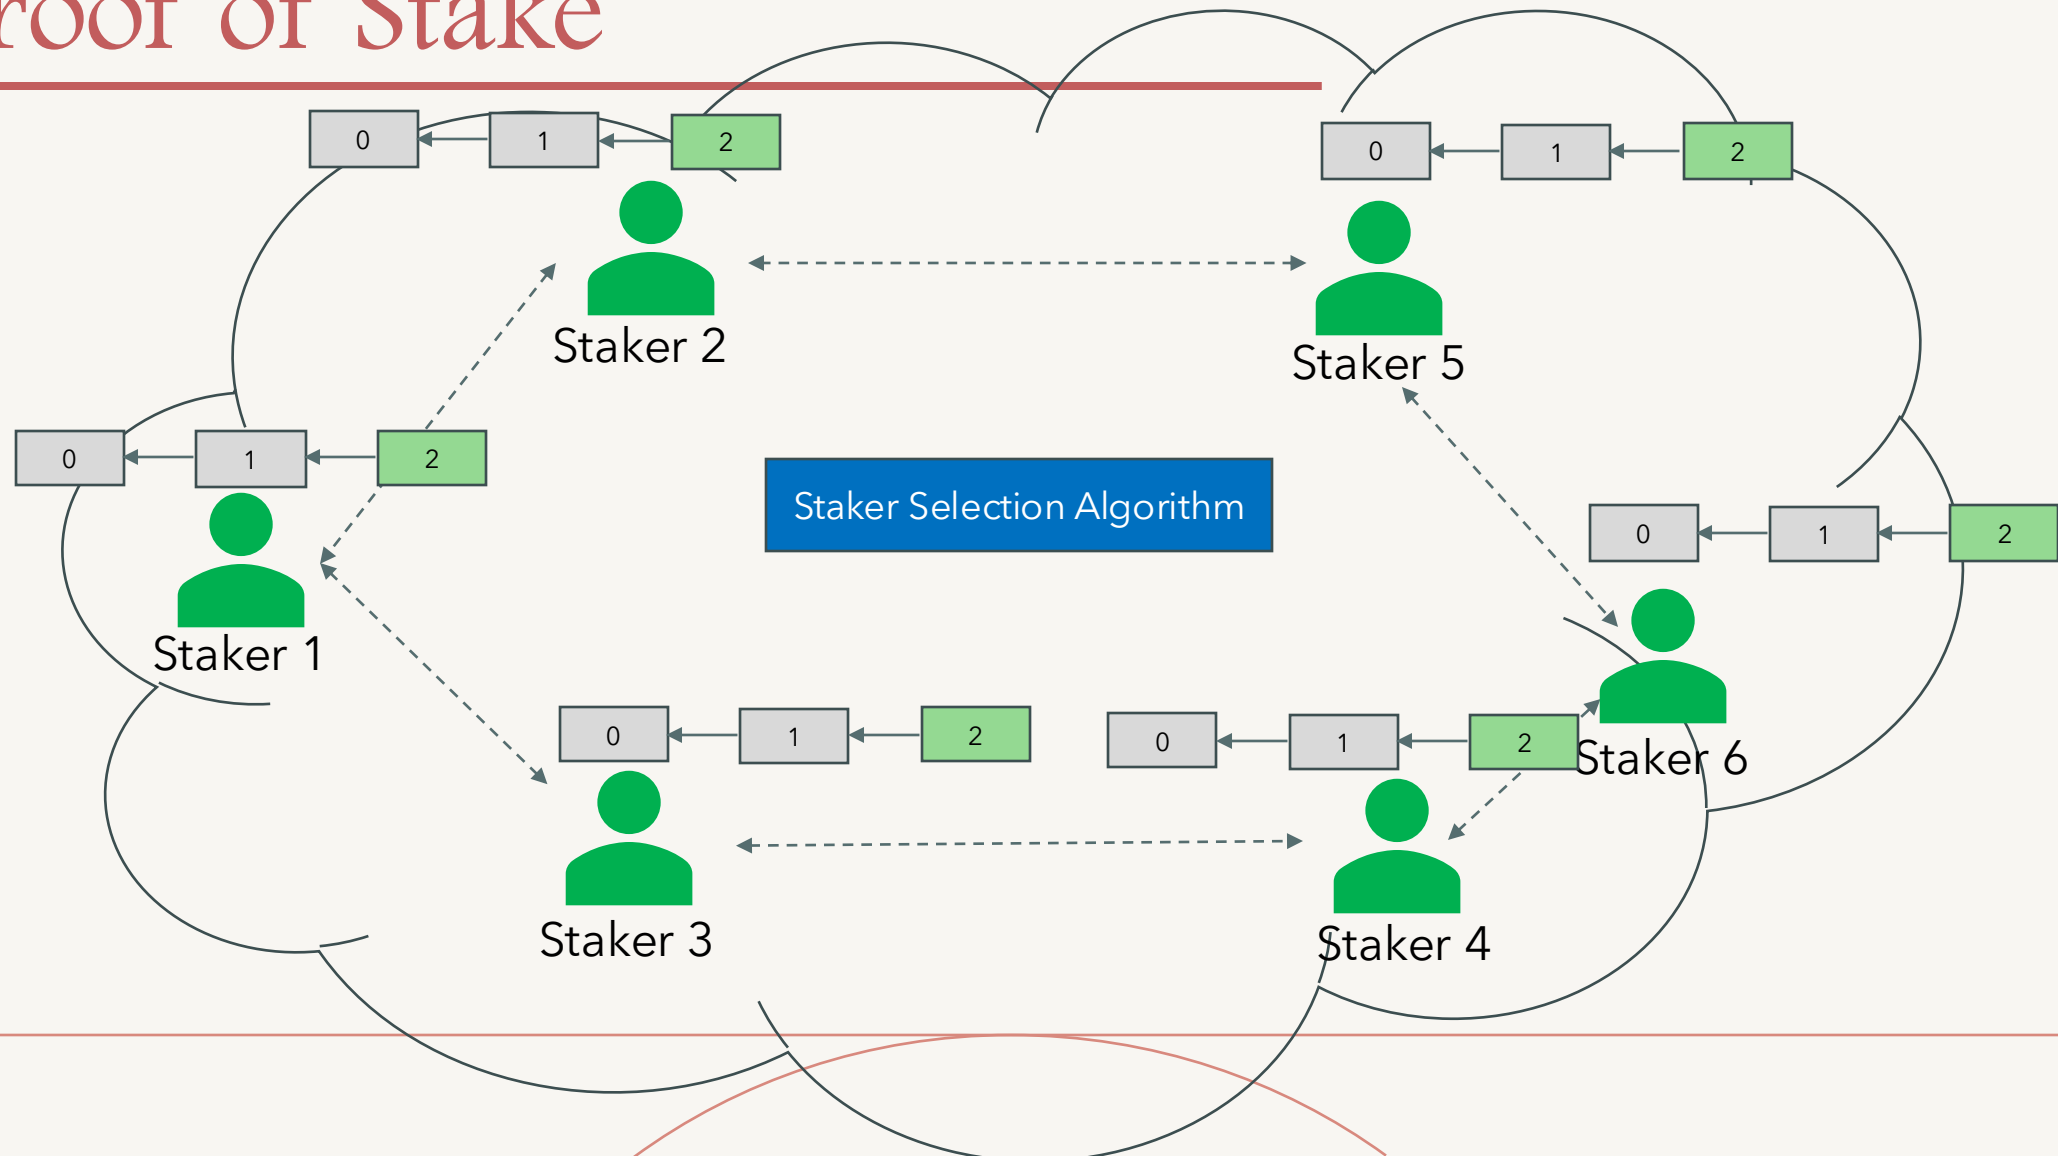 roof of Stake
0 1 2
0 1 2
Staker 2
Staker 5
0 1 2
Staker Selection Algorithm
0 1 2
Staker 1
0 1 2
0 1 2
Staker 6
Staker 3
Staker 4